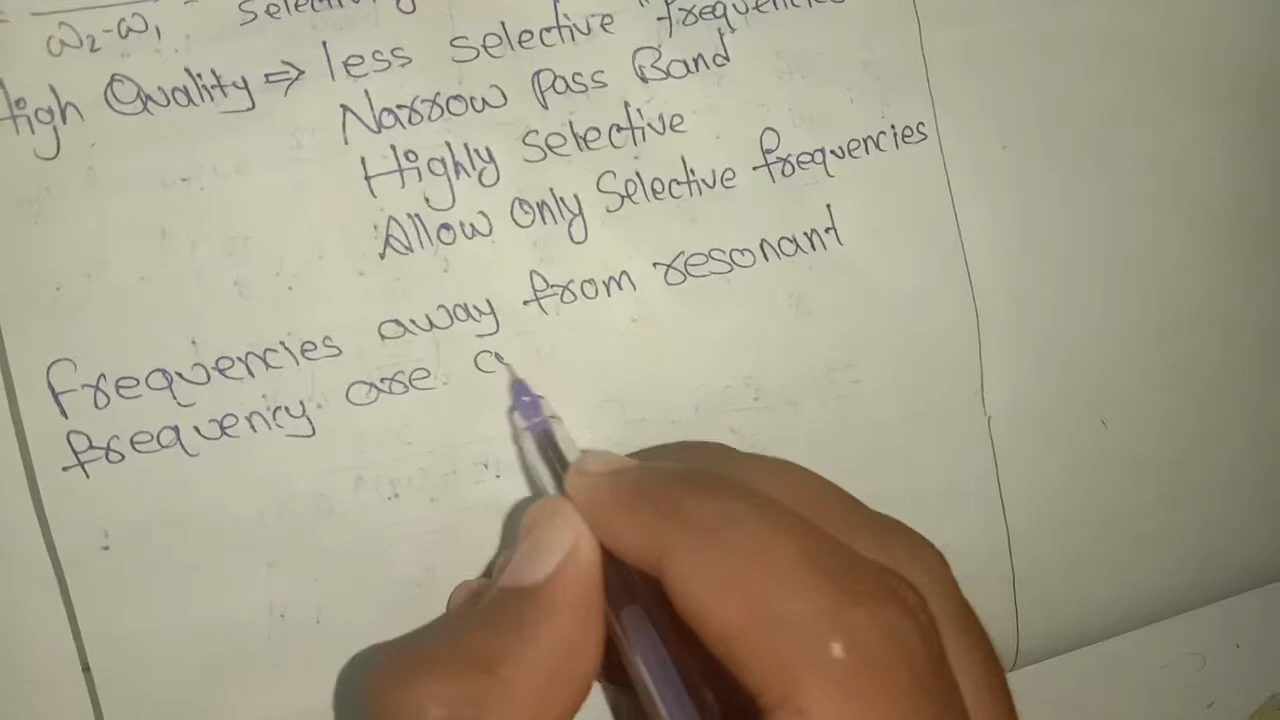 ω₂-ω₁
High Quality ⇒ less selective "frequencies
Narrow Pass Band
Highly selective
Allow Only Selective frequencies
Frequencies away from resonant
frequency are